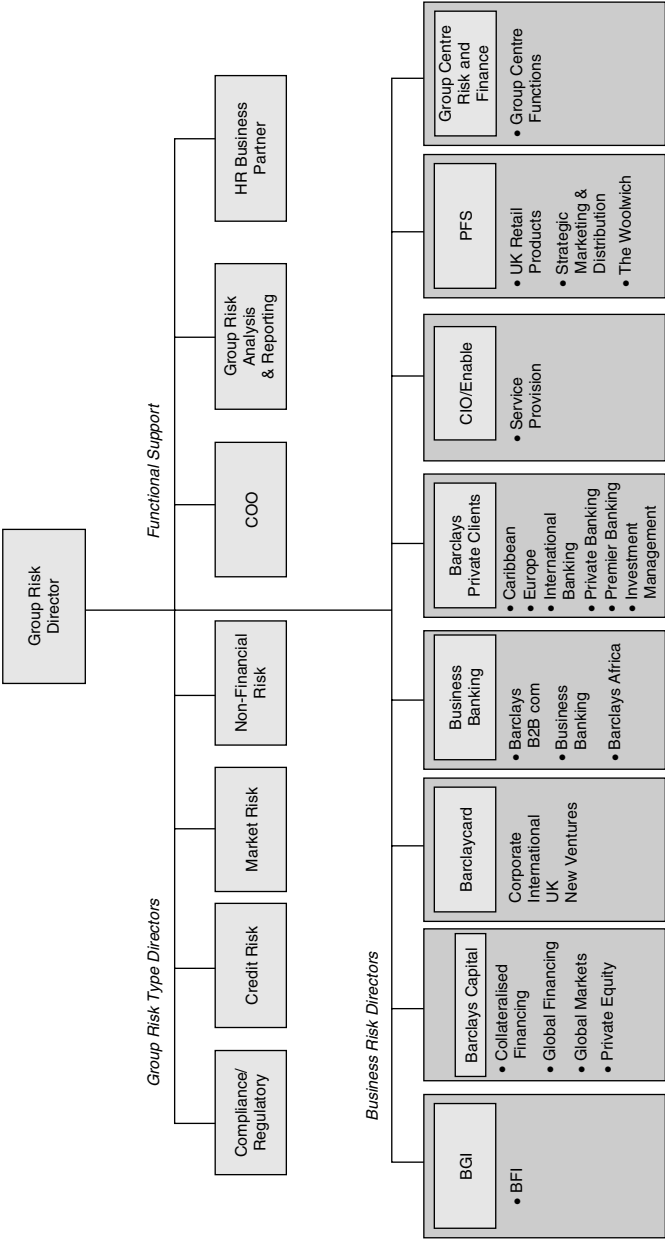 Group Risk
Director
Group Risk Type Directors
Functional Support
Compliance/
Regulatory
Credit Risk
Market Risk
Non-Financial
Risk
COO
Group Risk
Analysis
& Reporting
HR Business
Partner
Business Risk Directors
BGI
• BFI
Barclays Capital
• Collateralised
Financing
• Global Financing
• Global Markets
• Private Equity
Barclaycard
Corporate
International
UK
New Ventures
Business
Banking
• Barclays
B2B com
• Business
Banking
• Barclays Africa
Barclays
Private Clients
• Caribbean
• Europe
• International
Banking
• Private Banking
• Premier Banking
• Investment
Management
CIO/Enable
• Service
Provision
PFS
• UK Retail
Products
• Strategic
Marketing &
Distribution
• The Woolwich
Group Centre
Risk and
Finance
• Group Centre
Functions